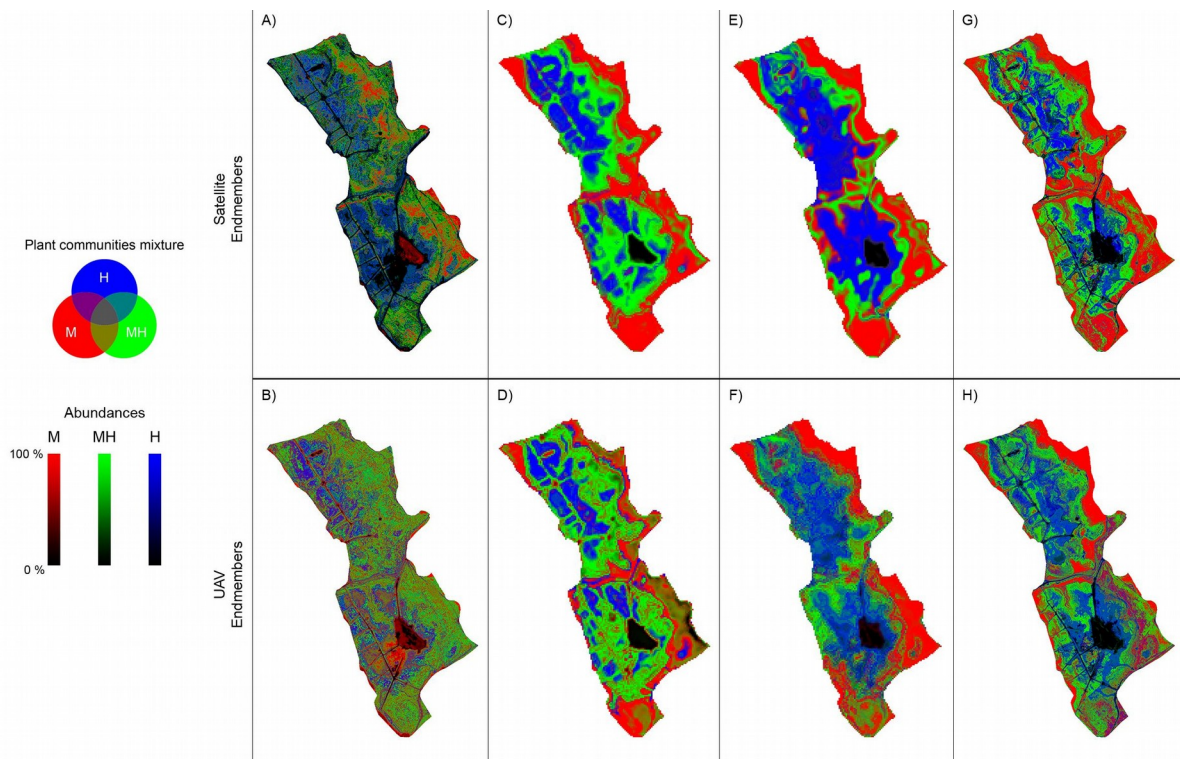 A)
C)
E)
G)
Satellite
Endmembers
Plant communities mixture
H
M
MH
B)
D)
F)
H)
Abundances
M MH H
100 %
0 %
UAV
Endmembers